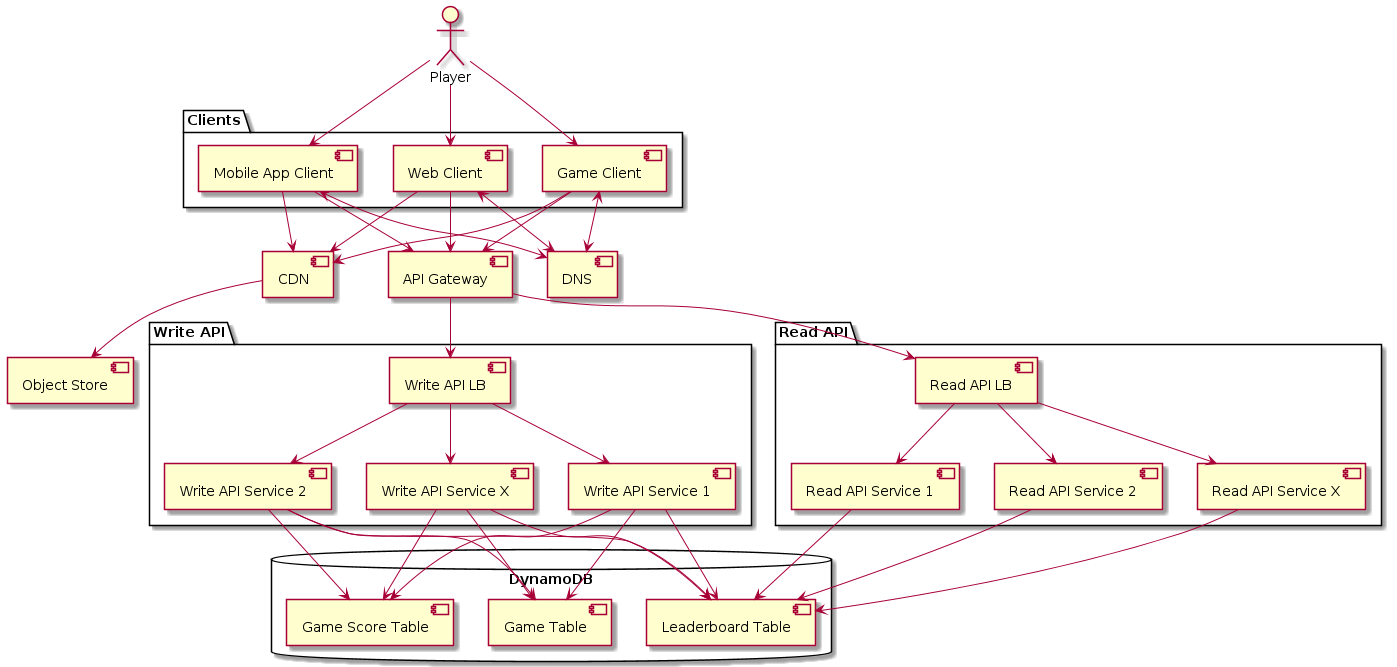 Player
Clients
Mobile App Client
Web Client
Game Client
CDN
API Gateway
DNS
Write API
Read API
Object Store
Write API LB
Read API LB
Write API Service 2
Write API Service X
Write API Service 1
Read API Service 1
Read API Service 2
Read API Service X
DynamoDB
Game Score Table
Game Table
Leaderboard Table